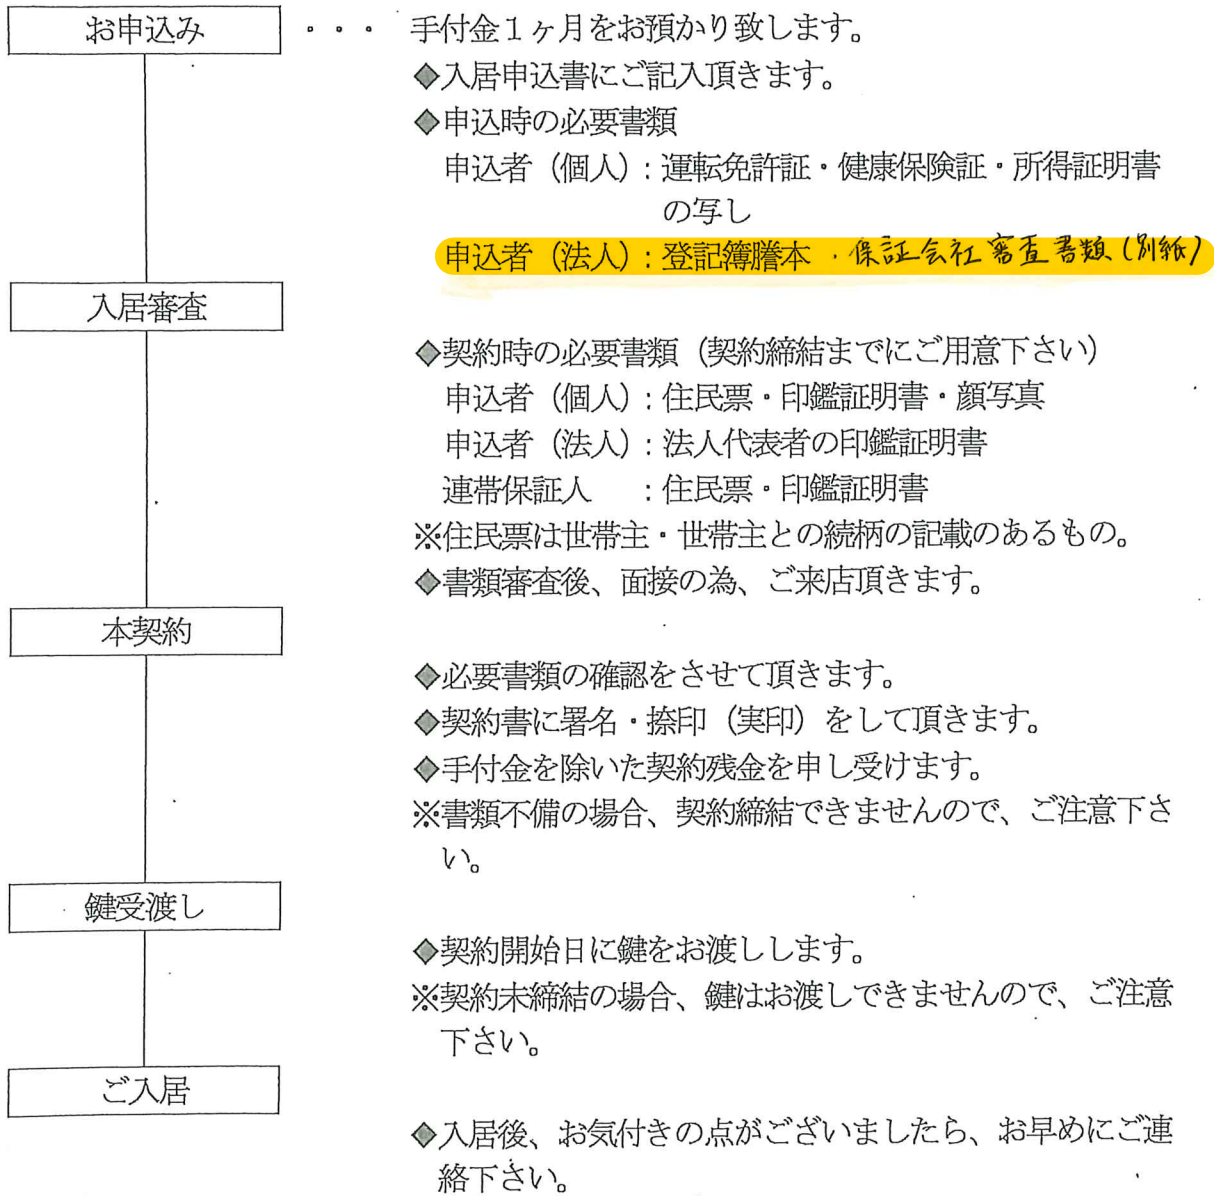 お申込み ・・・ 手付金1ヶ月をお預かり致します。
◆入居申込書にご記入頂きます。
◆申込時の必要書類
申込者（個人）：運転免許証・健康保険証・所得証明書
の写し
申込者（法人）：登記簿謄本 ・保証会社審査書類（別紙）
入居審査
◆契約時の必要書類（契約締結までにご用意下さい）
申込者（個人）：住民票・印鑑証明書・顔写真
申込者（法人）：法人代表者の印鑑証明書
連帯保証人　：住民票・印鑑証明書
※住民票は世帯主・世帯主との続柄の記載のあるもの。
◆書類審査後、面接の為、ご来店頂きます。
本契約
◆必要書類の確認をさせて頂きます。
◆契約書に署名・捺印（実印）をして頂きます。
◆手付金を除いた契約残金を申し受けます。
※書類不備の場合、契約締結できませんので、ご注意下さ
い。
鍵受渡し
◆契約開始日に鍵をお渡しします。
※契約未締結の場合、鍵はお渡しできませんので、ご注意
下さい。
ご入居
◆入居後、お気付きの点がございましたら、お早めにご連
絡下さい。